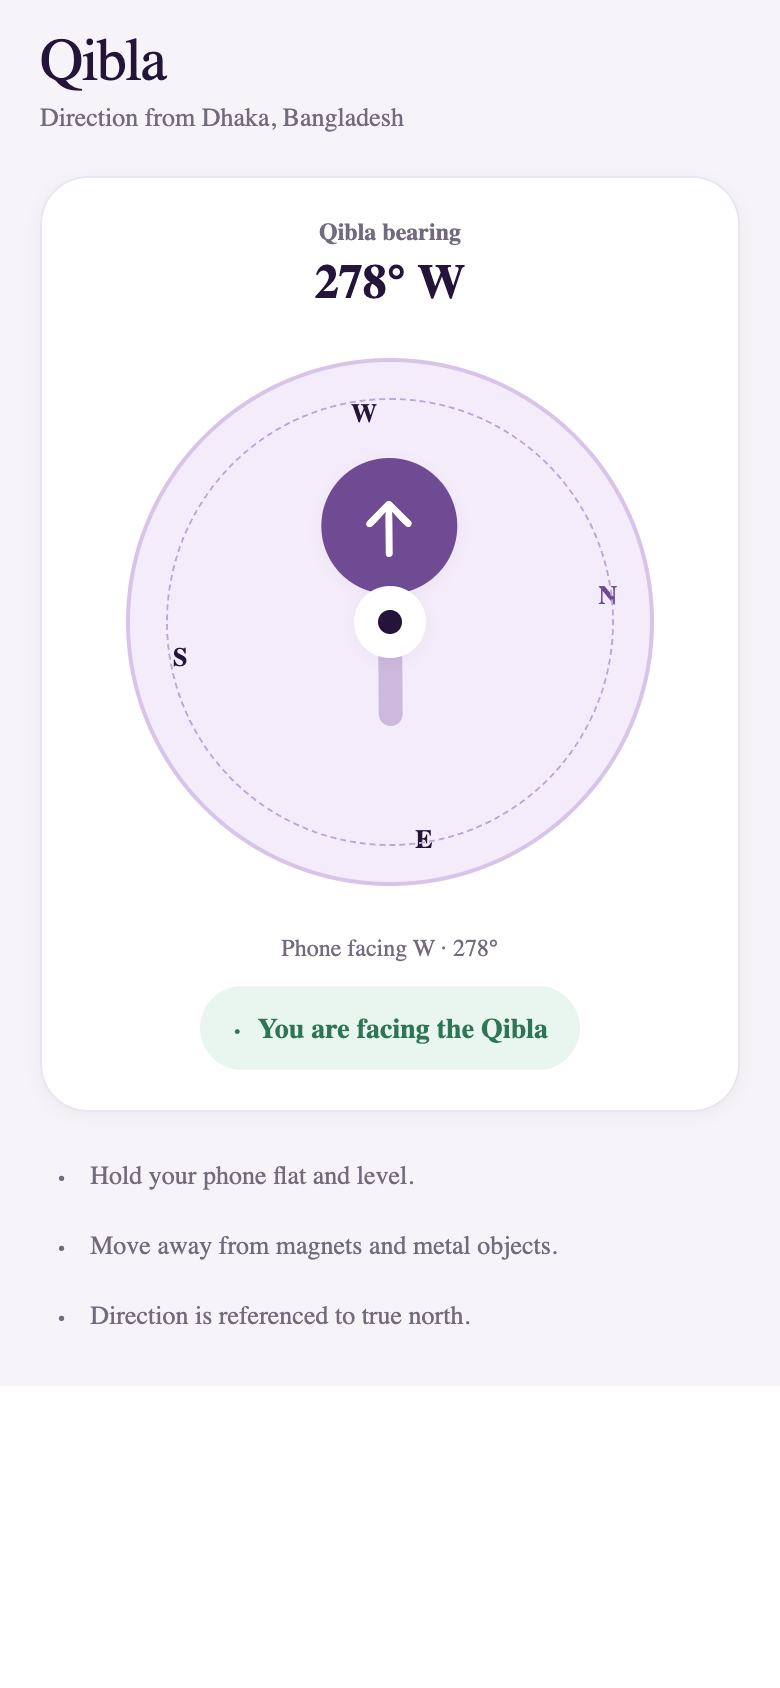 Qibla
Direction from Dhaka, Bangladesh
Qibla bearing
278° W
W
N
S
E
Phone facing W · 278°
· You are facing the Qibla
· Hold your phone flat and level.
· Move away from magnets and metal objects.
· Direction is referenced to true north.